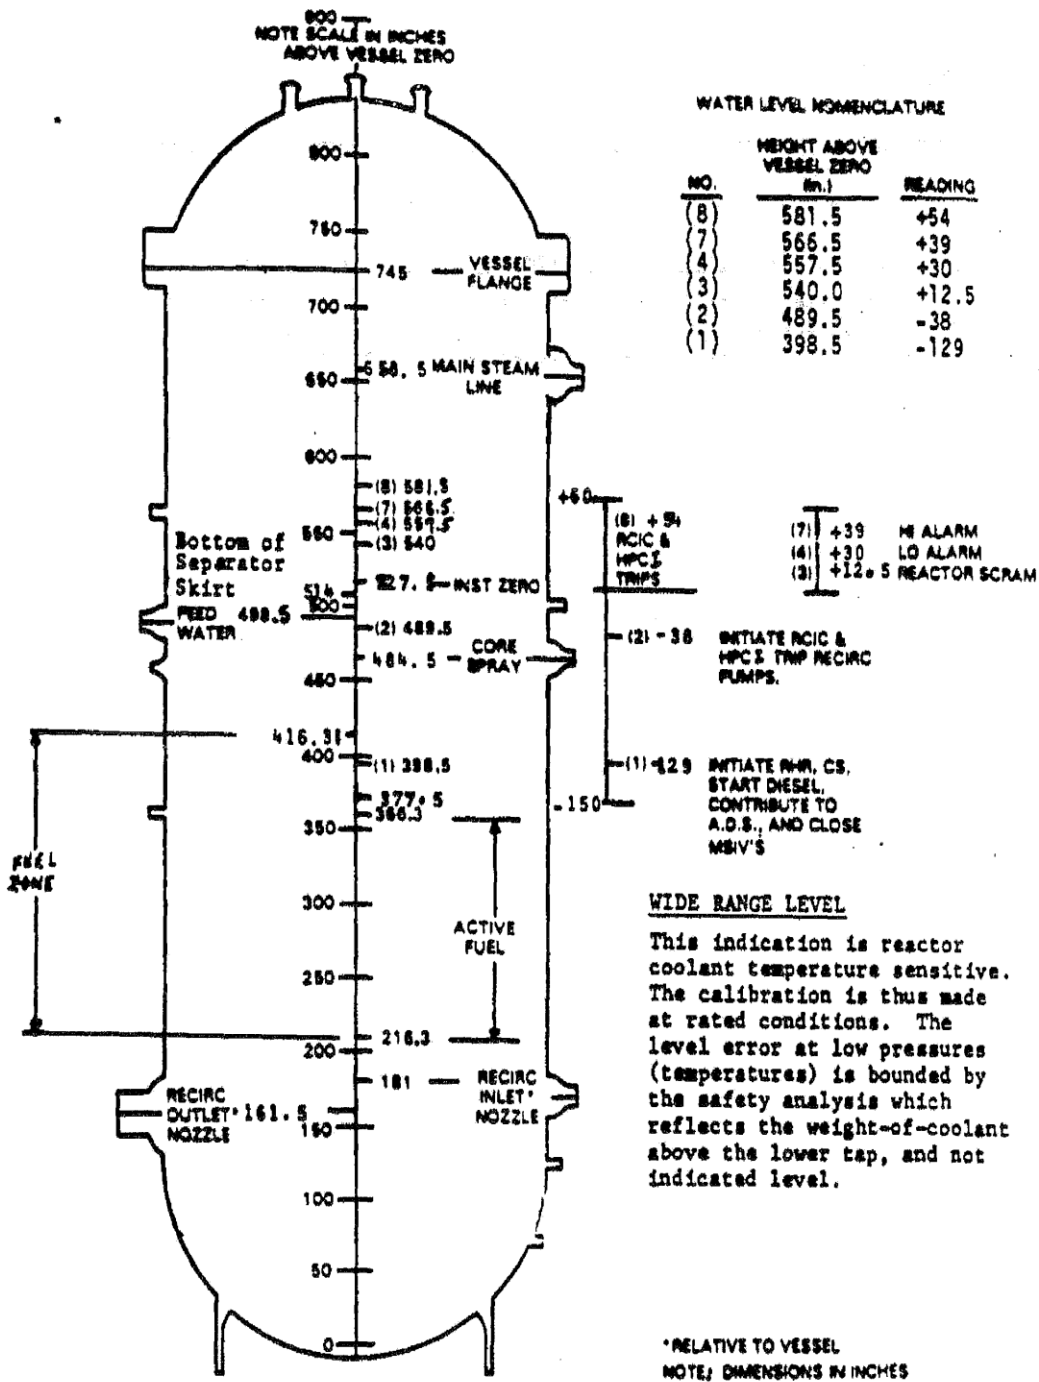 800
NOTE SCALE IN INCHES
ABOVE VESSEL ZERO
800
750
745 VESSEL
FLANGE
700
658.5 MAIN STEAM
LINE
650
600
(8) 581.5
(7) 566.5
(4) 557.5
550
(3) 540
Bottom of
Separator
Skirt
514
527.5 INST ZERO
500
FEED
WATER 498.5
(2) 489.5
484.5 CORE
SPRAY
450
416.31
400
(1) 398.5
377.5
366.3
350
FUEL
ZONE
300
ACTIVE
FUEL
250
216.3
200
181 RECIRC
INLET*
NOZZLE
RECIRC
OUTLET* 161.5
NOZZLE
150
100
50
0
WATER LEVEL NOMENCLATURE
NO. HEIGHT ABOVE
VESSEL ZERO
(in.) READING
(8) 581.5 +54
(7) 566.5 +39
(4) 557.5 +30
(3) 540.0 +12.5
(2) 489.5 -38
(1) 398.5 -129
+60
(8) + 54
RCIC &
HPCI
TRIPS
(7) +39 HI ALARM
(4) +30 LO ALARM
(3) +12.5 REACTOR SCRAM
(2) -38 INITIATE RCIC &
HPCI TRIP RECIRC
PUMPS.
(1) -129 INITIATE RHR, CS,
START DIESEL,
CONTRIBUTE TO
A.D.S., AND CLOSE
MSIV'S
-150
WIDE RANGE LEVEL
This indication is reactor
coolant temperature sensitive.
The calibration is thus made
at rated conditions. The
level error at low pressures
(temperatures) is bounded by
the safety analysis which
reflects the weight-of-coolant
above the lower tap, and not
indicated level.
*RELATIVE TO VESSEL
NOTE: DIMENSIONS IN INCHES